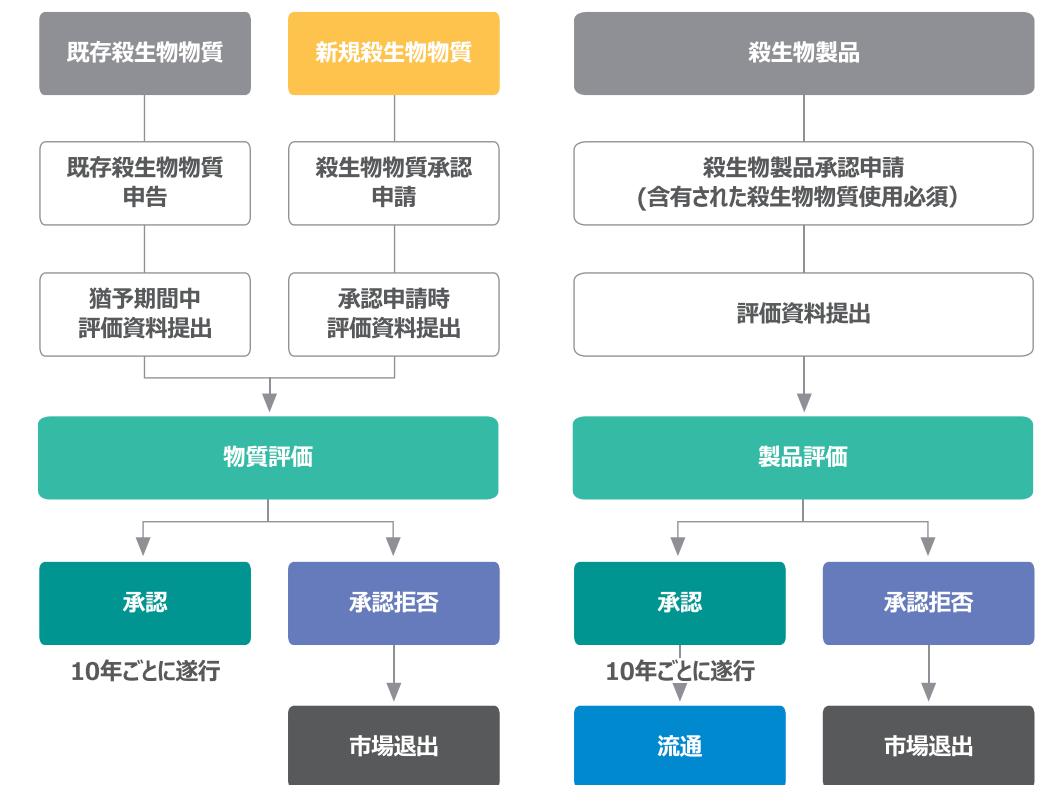 既存殺生物物質
新規殺生物物質
殺生物製品
既存殺生物物質
申告
殺生物物質承認
申請
殺生物製品承認申請
(含有された殺生物物質使用必須）
猶予期間中
評価資料提出
承認申請時
評価資料提出
評価資料提出
物質評価
製品評価
承認
承認拒否
承認
承認拒否
10年ごとに遂行
10年ごとに遂行
市場退出
流通
市場退出